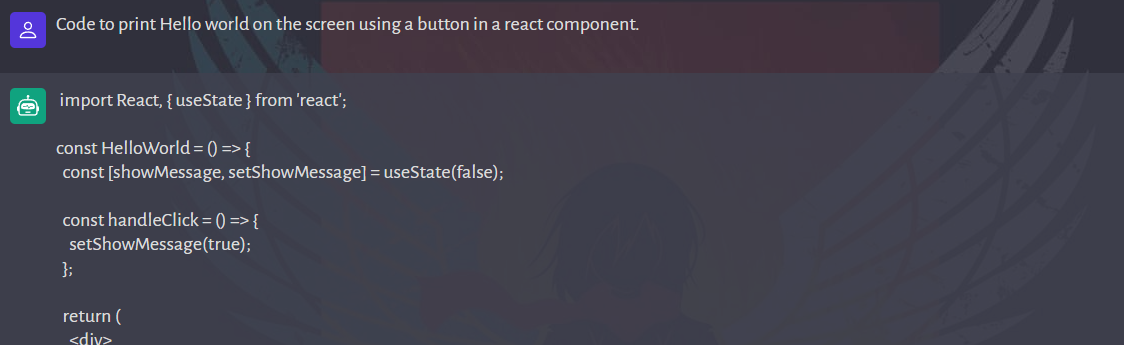 Code to print Hello world on the screen using a button in a react component.
import React, { useState } from 'react';
const HelloWorld = () => {
const [showMessage, setShowMessage] = useState(false);
const handleClick = () => {
setShowMessage(true);
};
return (
<div>